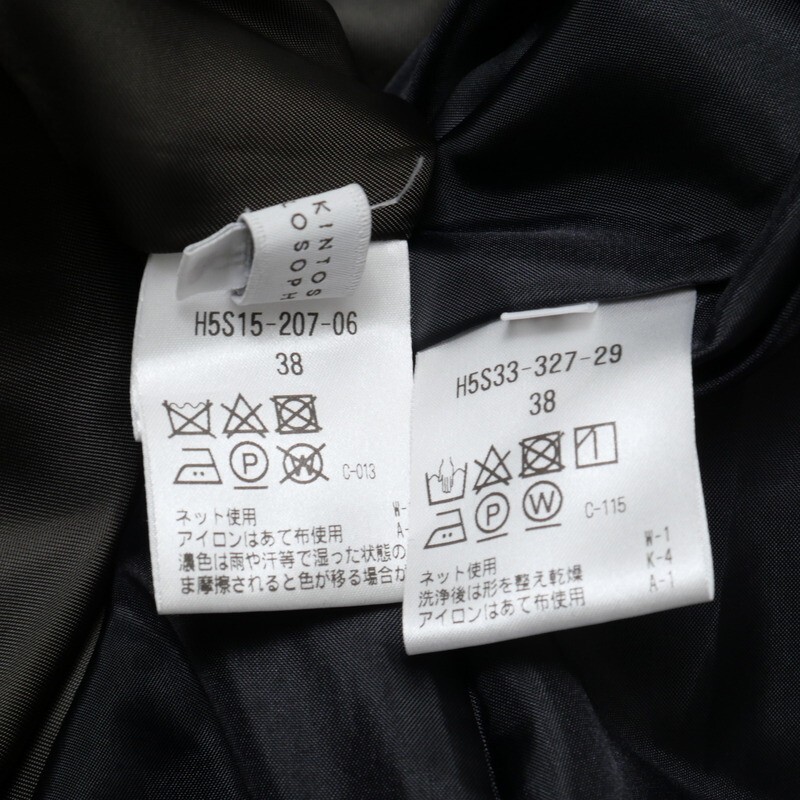 KINTOS
OSOPH
H5S15-207-06
38
P W C-013
ネット使用 W-
アイロンはあて布使用 A-
濃色は雨や汗等で湿った状態の
ま摩擦されると色が移る場合が
H5S33-327-29
38
P W C-115
W-1
ネット使用 K-4
洗浄後は形を整え乾燥 A-1
アイロンはあて布使用